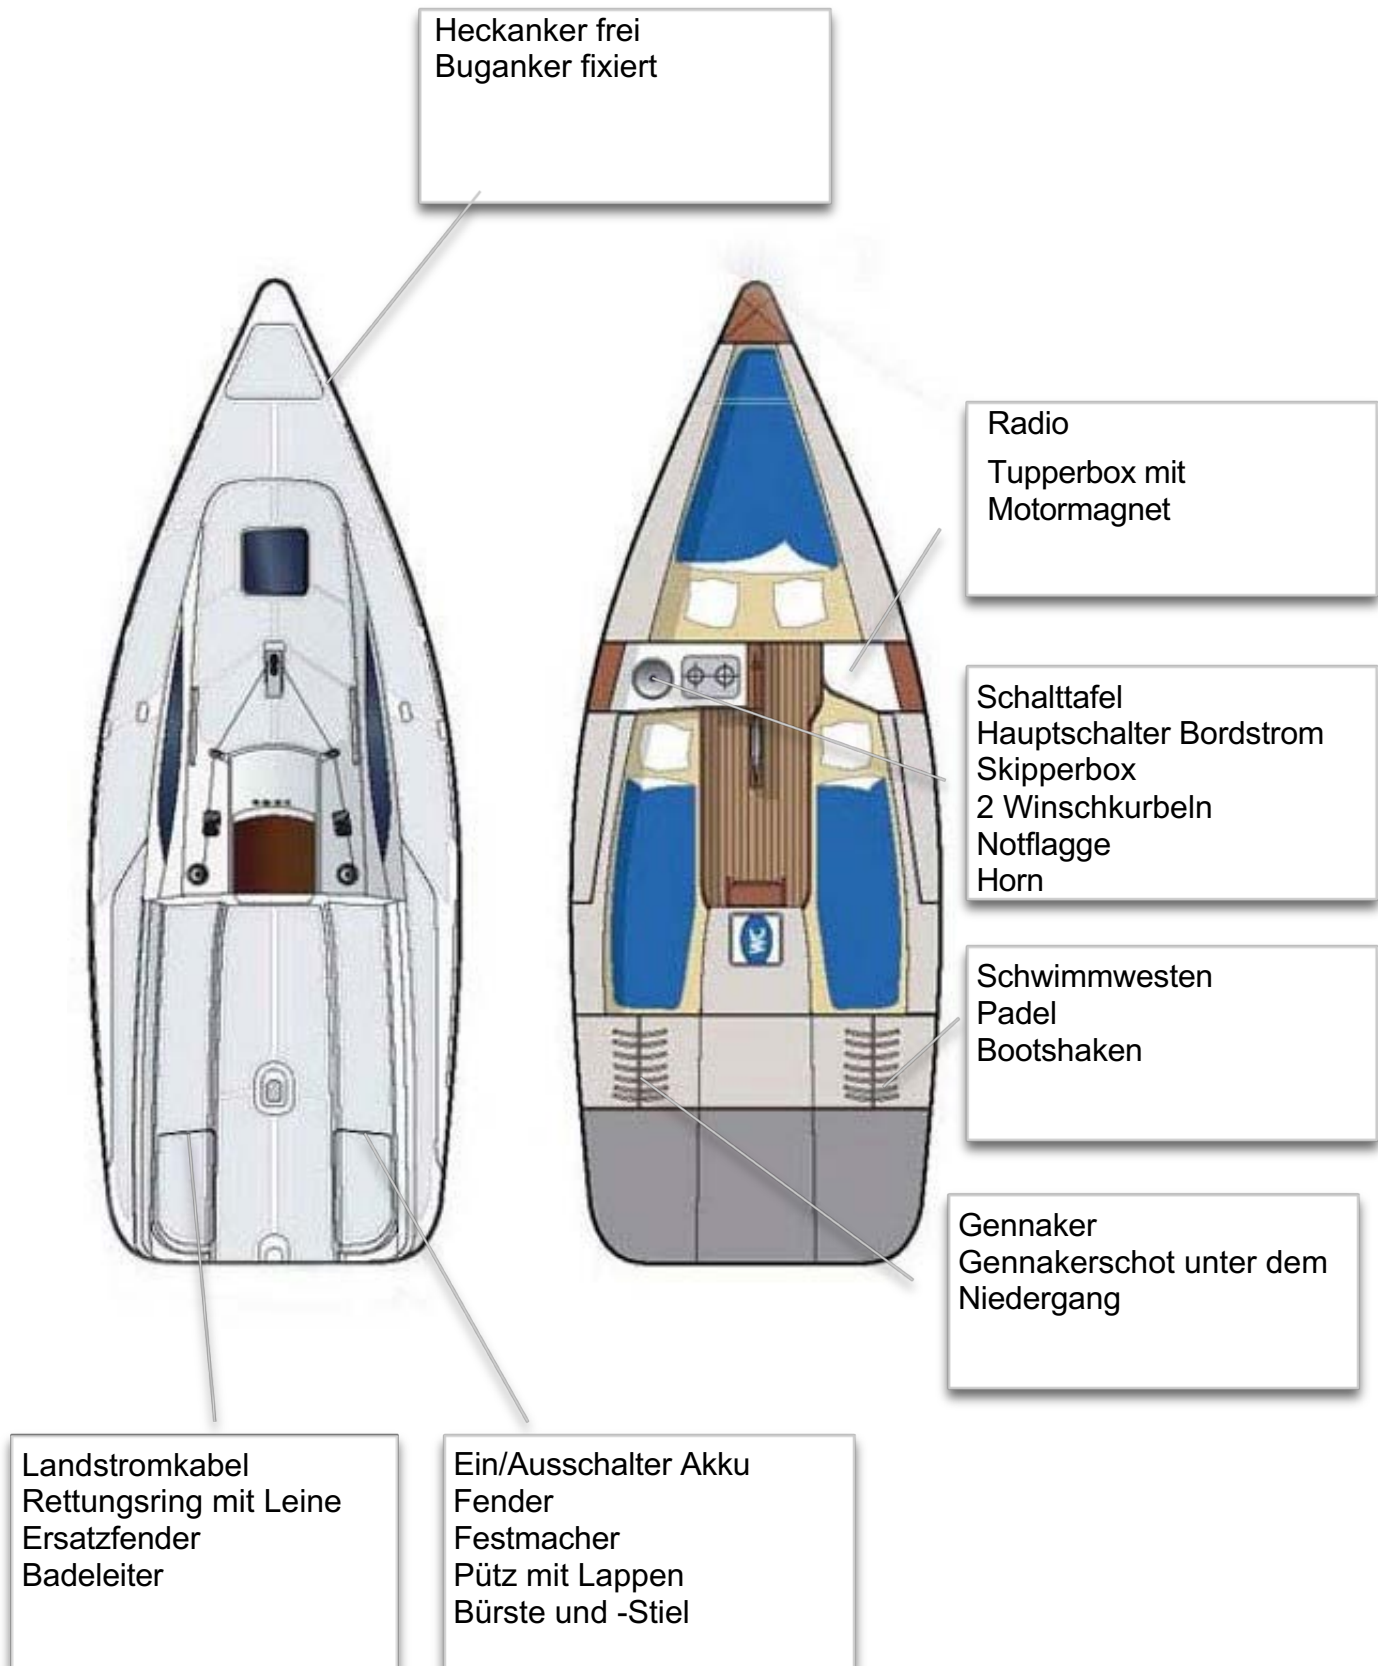 Heckanker frei
Buganker fixiert
Radio
Tupperbox mit
Motormagnet
Schalttafel
Hauptschalter Bordstrom
Skipperbox
2 Winschkurbeln
Notflagge
Horn
WC
Schwimmwesten
Padel
Bootshaken
Gennaker
Gennakerschot unter dem
Niedergang
Landstromkabel
Rettungsring mit Leine
Ersatzfender
Badeleiter
Ein/Ausschalter Akku
Fender
Festmacher
Pütz mit Lappen
Bürste und -Stiel